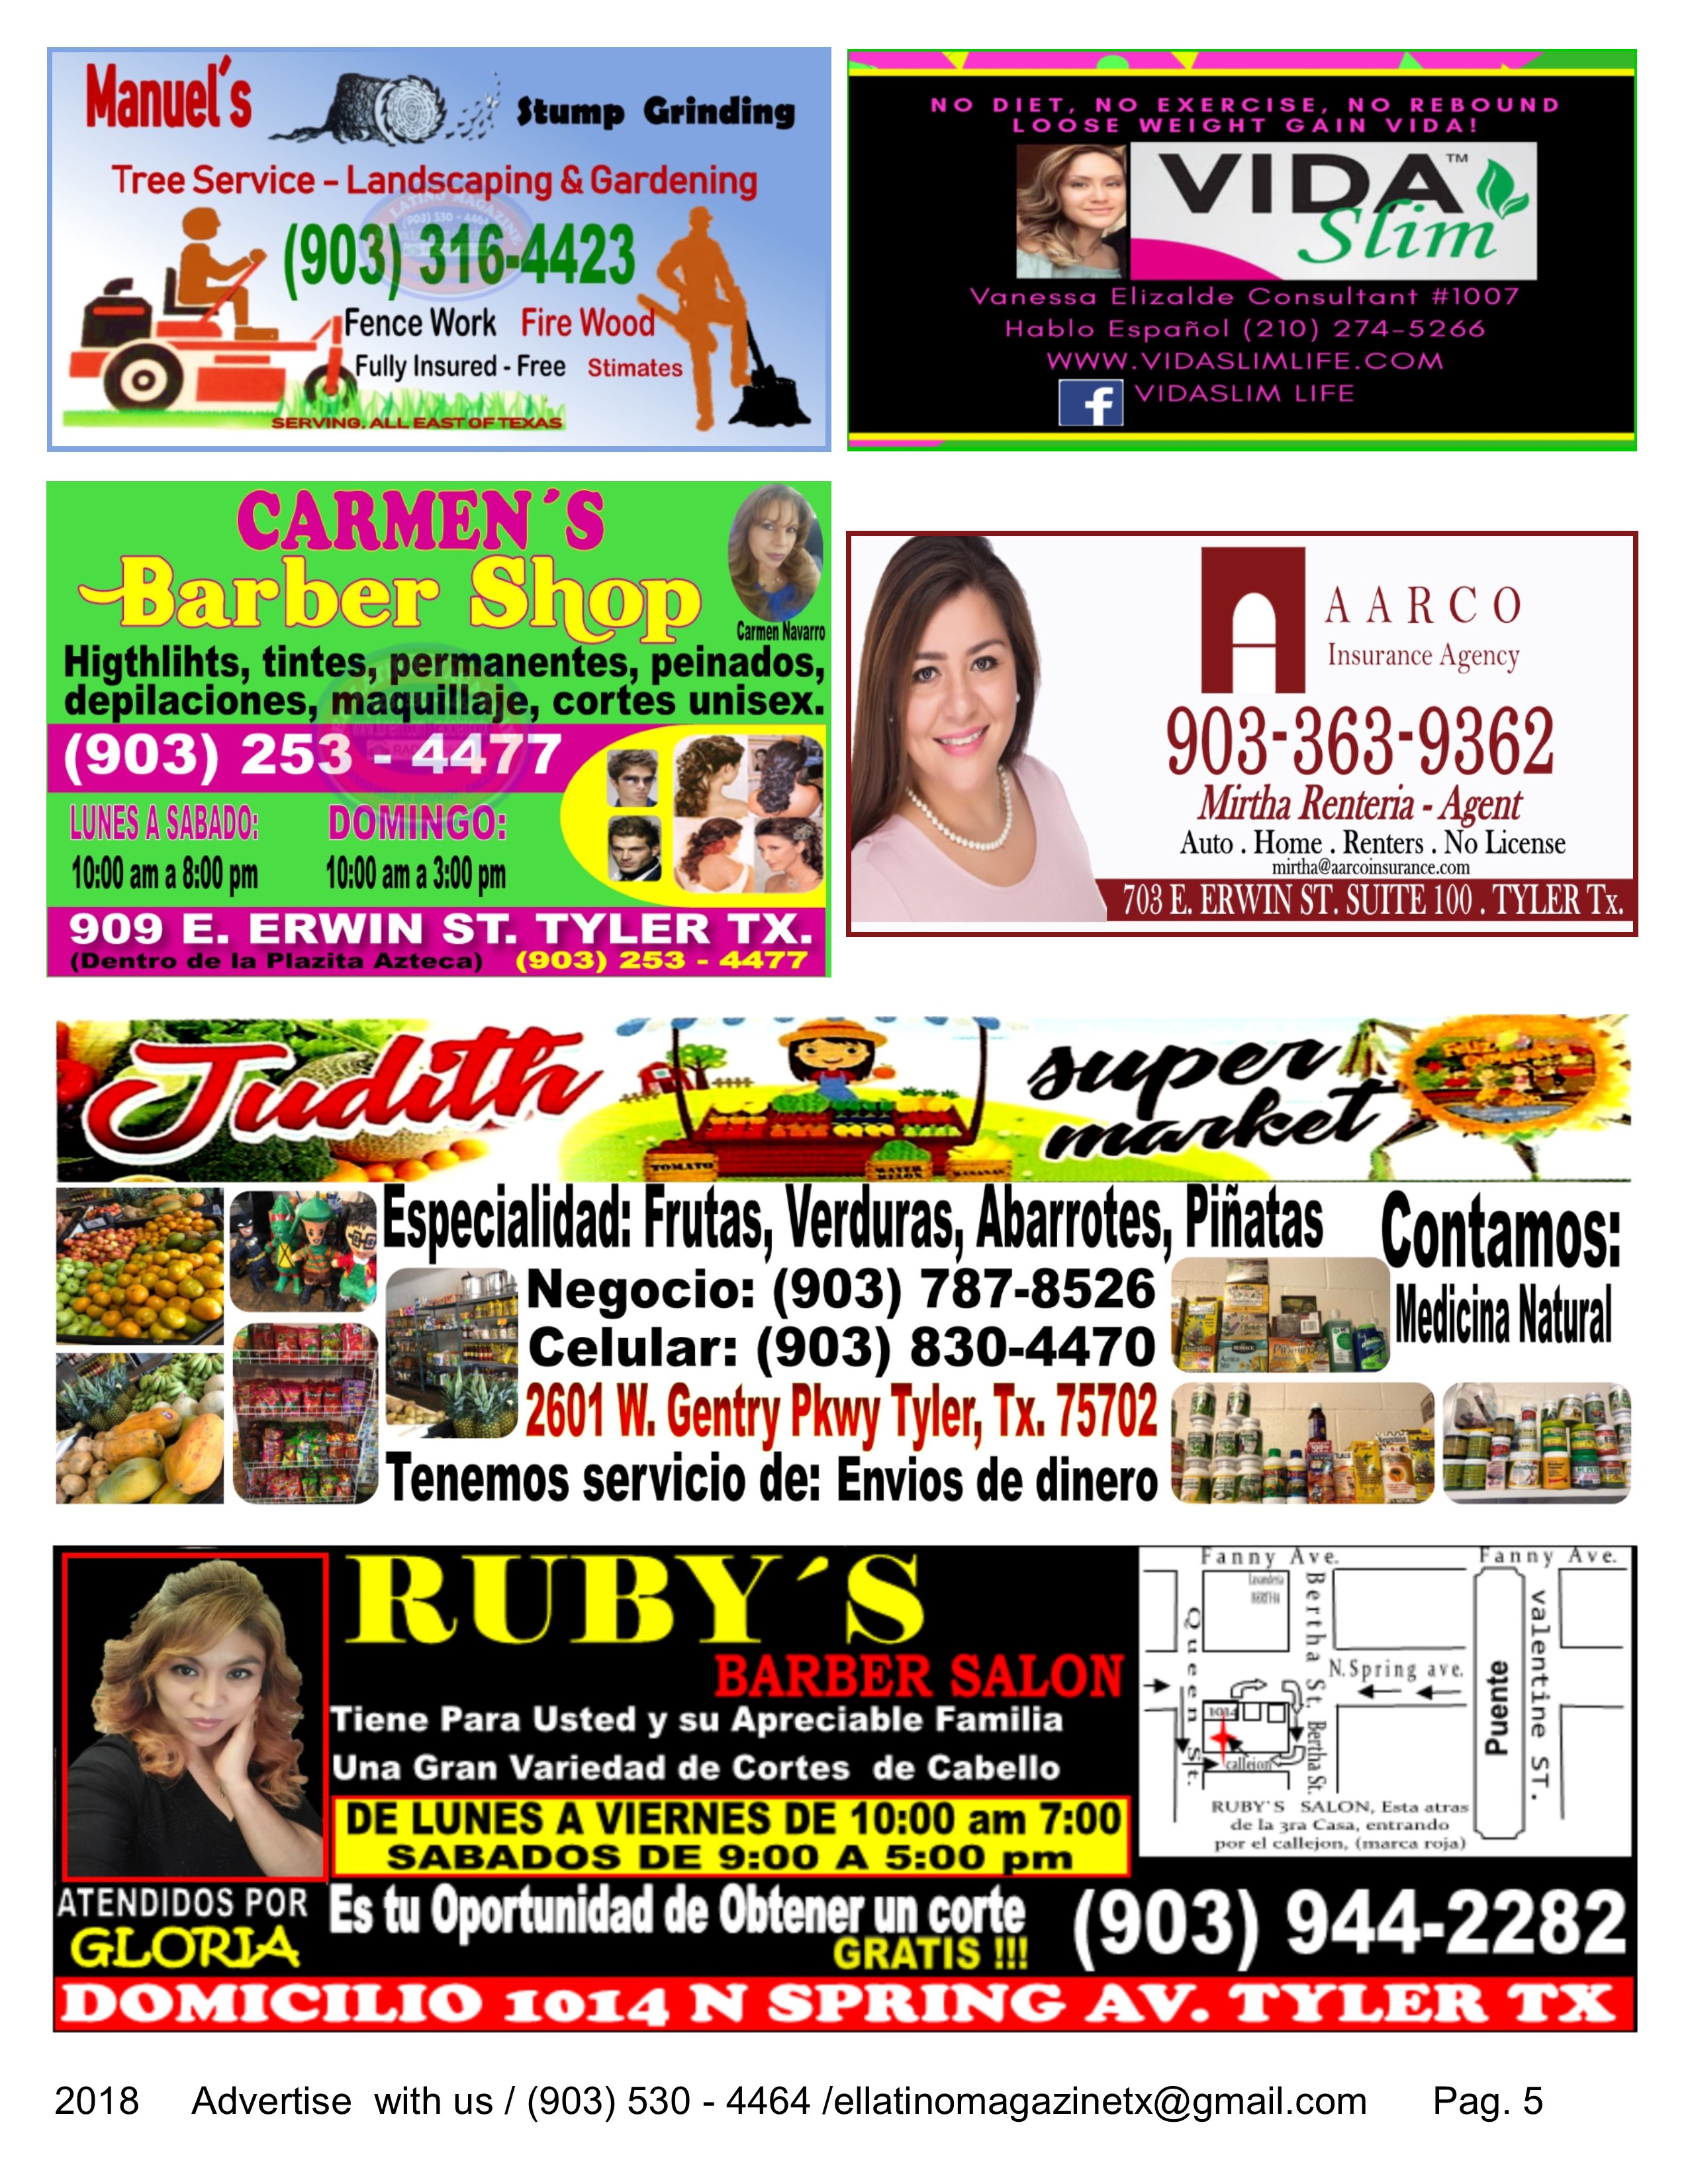 Manuel´s
Stump Grinding
Tree Service - Landscaping & Gardening
(903) 316-4423
Fence Work Fire Wood
Fully Insured - Free Stimates
SERVING. ALL EAST OF TEXAS
NO DIET, NO EXERCISE, NO REBOUND
LOOSE WEIGHT GAIN VIDA!
VIDA™
Slim
Vanessa Elizalde Consultant #1007
Hablo Español (210) 274-5266
WWW.VIDASLIMLIFE.COM
f VIDASLIM LIFE
CARMEN´S
Barber Shop
Carmen Navarro
Higthlihts, tintes, permanentes, peinados,
depilaciones, maquillaje, cortes unisex.
(903) 253 - 4477
LUNES A SABADO: DOMINGO:
10:00 am a 8:00 pm 10:00 am a 3:00 pm
909 E. ERWIN ST. TYLER TX.
(Dentro de la Plazita Azteca) (903) 253 - 4477
AARCO
Insurance Agency
903-363-9362
Mirtha Renteria - Agent
Auto . Home . Renters . No License
mirtha@aarcoinsurance.com
703 E. ERWIN ST. SUITE 100 . TYLER Tx.
Judith
super
market
TOMATO
WATER
MELON
BANANAS
Especialidad: Frutas, Verduras, Abarrotes, Piñatas
Negocio: (903) 787-8526
Celular: (903) 830-4470
2601 W. Gentry Pkwy Tyler, Tx. 75702
Tenemos servicio de: Envios de dinero
Contamos:
Medicina Natural
RUBY´S
BARBER SALON
Tiene Para Usted y su Apreciable Familia
Una Gran Variedad de Cortes de Cabello
DE LUNES A VIERNES DE 10:00 am 7:00
SABADOS DE 9:00 A 5:00 pm
Fanny Ave.
Fanny Ave.
Queen St.
Bertha St.
Bertha St.
N. Spring ave.
Puente
valentine ST.
1014
callejon
RUBY'S SALON, Esta atras
de la 3ra Casa, entrando
por el callejon, (marca roja)
ATENDIDOS POR
GLORIA
Es tu Oportunidad de Obtener un corte
GRATIS !!!
(903) 944-2282
DOMICILIO 1014 N SPRING AV. TYLER TX
2018 Advertise with us / (903) 530 - 4464 /ellatinomagazinetx@gmail.com Pag. 5